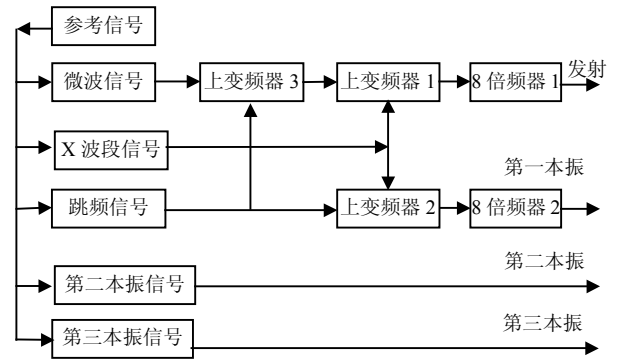 参考信号
微波信号
上变频器 3
上变频器 1
8 倍频器 1
发射
X 波段信号
第一本振
跳频信号
上变频器 2
8 倍频器 2
第二本振
第二本振信号
第三本振
第三本振信号